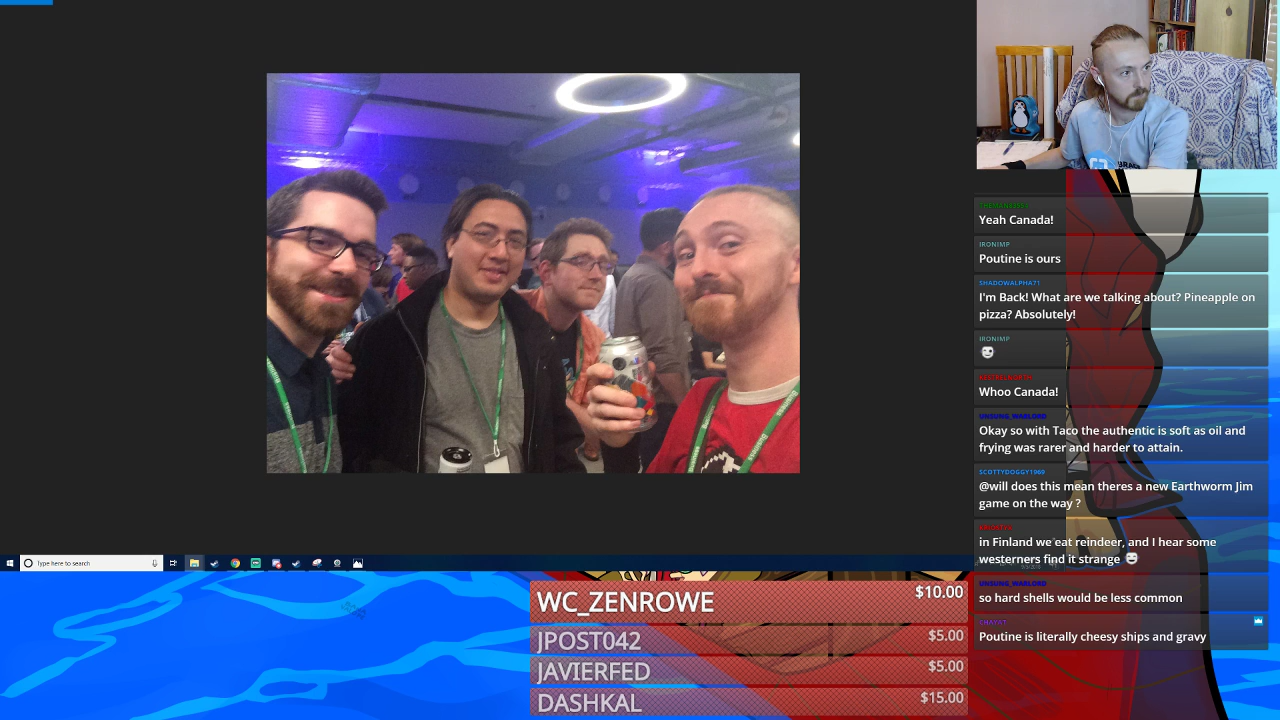 Yeah Canada!
IRONIMP
Poutine is ours
SHADOWALPHA71
I'm Back! What are we talking about? Pineapple on
pizza? Absolutely!
IRONIMP
Whoo Canada!
UNSUNG_WARLORD
Okay so with Taco the authentic is soft as oil and
frying was rarer and harder to attain.
SCOTTYDOGGY1969
@will does this mean theres a new Earthworm Jim
game on the way ?
in Finland we eat reindeer, and I hear some
westerners find it strange
UNSUNG_WARLORD
so hard shells would be less common
Poutine is literally cheesy ships and gravy
Type here to search
WC_ZENROWE $10.00
JPOST042 $5.00
JAVIERFED $5.00
DASHKAL $15.00